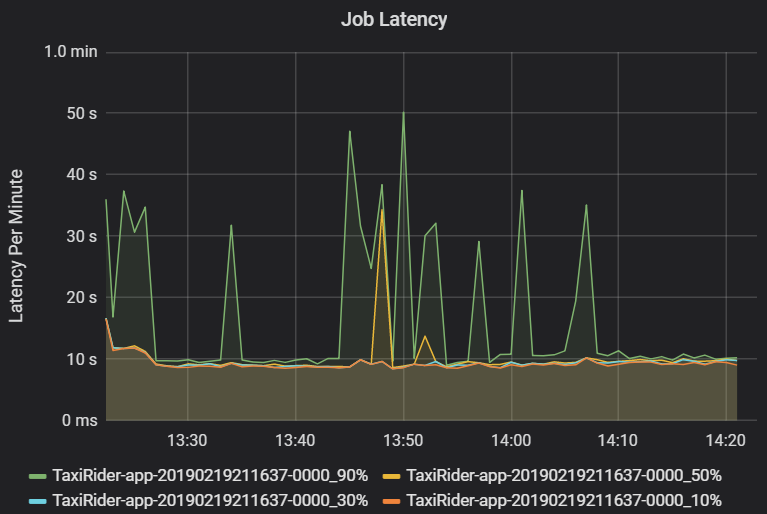 Job Latency
1.0 min
50 s
40 s
30 s
20 s
10 s
0 ms
Latency Per Minute
13:30 13:40 13:50 14:00 14:10 14:20
TaxiRider-app-20190219211637-0000_90% TaxiRider-app-20190219211637-0000_50%
TaxiRider-app-20190219211637-0000_30% TaxiRider-app-20190219211637-0000_10%